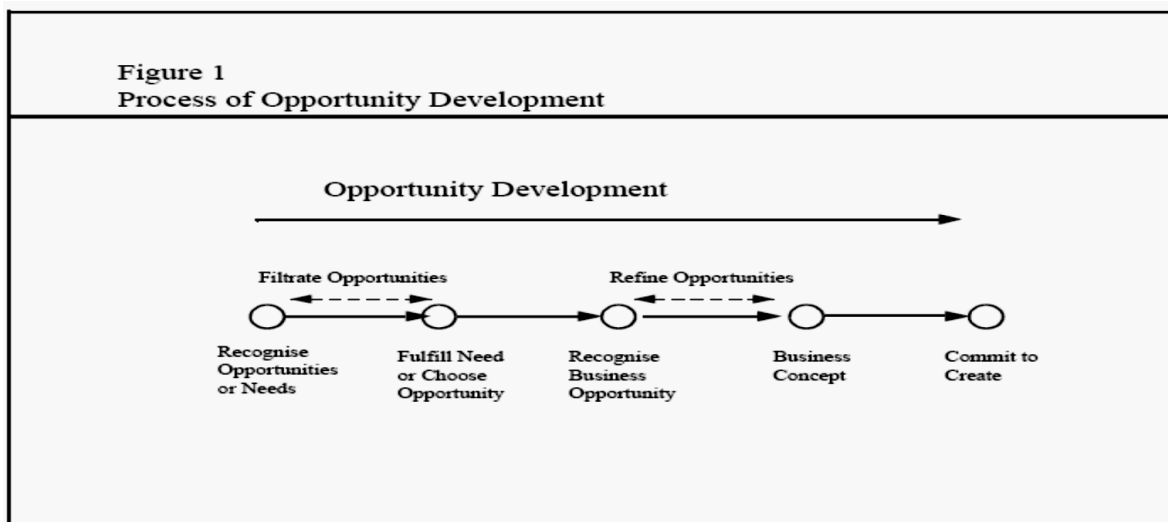 Figure 1
Process of Opportunity Development
Opportunity Development
Filtrate Opportunities
Refine Opportunities
Recognise
Opportunities
or Needs
Fulfill Need
or Choose
Opportunity
Recognise
Business
Opportunity
Business
Concept
Commit to
Create